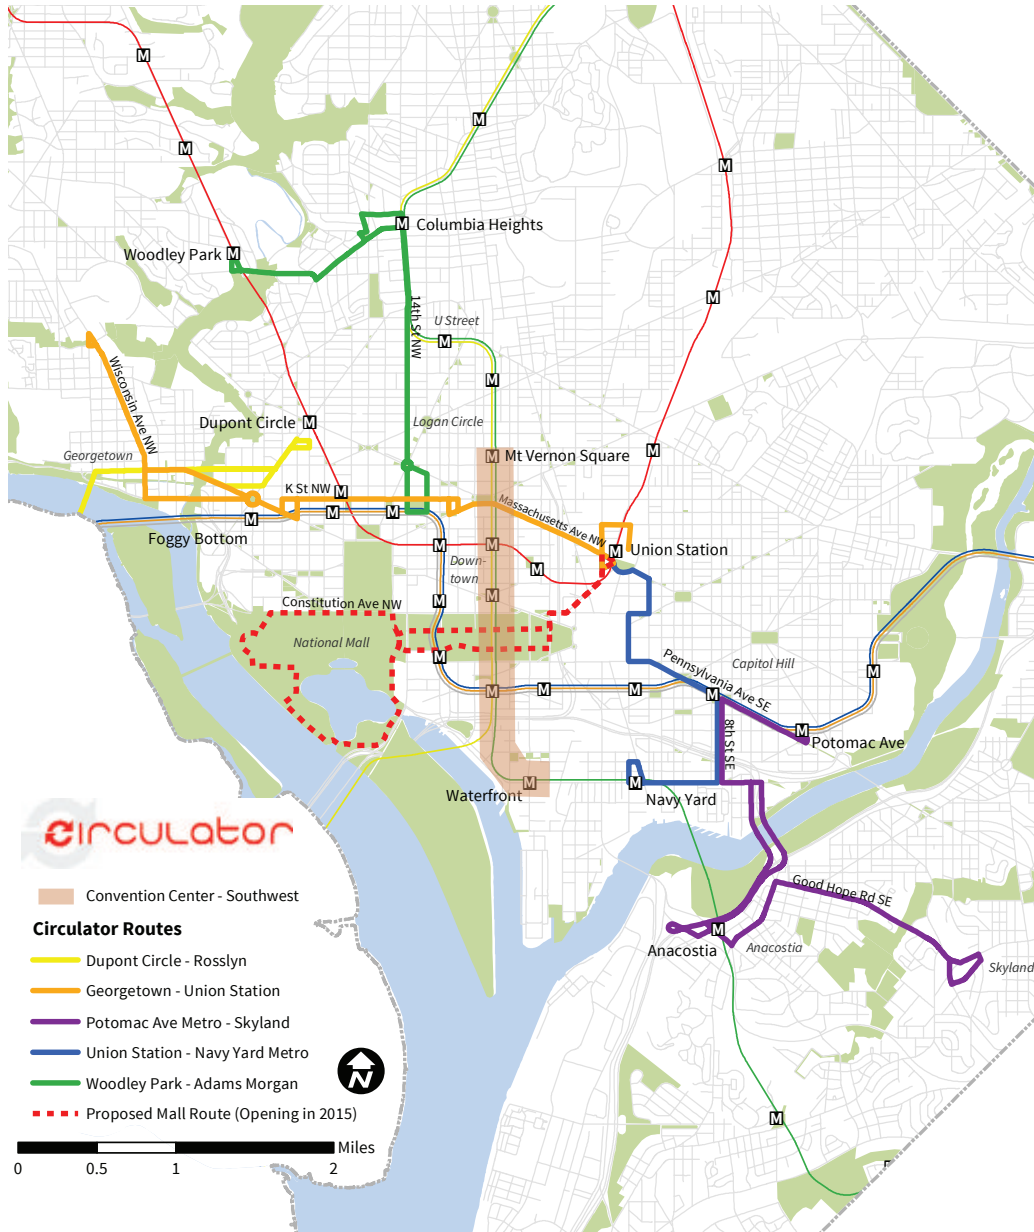 M
M
M
M
M
Columbia Heights
Woodley Park M
M
14th St NW
U Street
M
M
Wisconsin Ave NW
Dupont Circle M
Logan Circle
Georgetown
M Mt Vernon Square
M
K St NW
M
Massachusetts Ave NW
M
M
M
Foggy Bottom
M
M
M Union Station
Down-
town
M
M
M
Constitution Ave NW
National Mall
M
Pennsylvania Ave SE
Capitol Hill
M
M
M
M
M
M
8th St SE
M
Potomac Ave
Waterfront
M
M
Navy Yard
Circulator
Good Hope Rd SE
Convention Center - Southwest
Circulator Routes
M
Anacostia
Anacostia
Skyland
Dupont Circle - Rosslyn
Georgetown - Union Station
Potomac Ave Metro - Skyland
Union Station - Navy Yard Metro
Woodley Park - Adams Morgan
N
Proposed Mall Route (Opening in 2015)
M
Miles
0 0.5 1 2